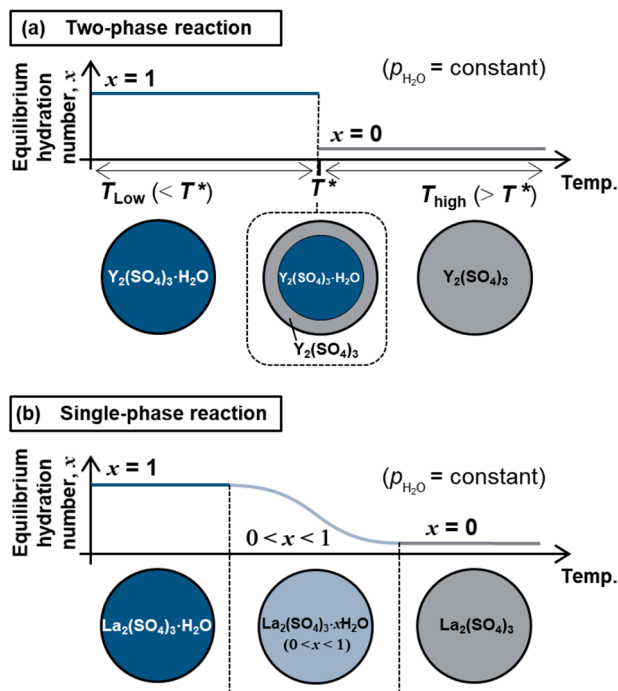 (a) Two-phase reaction
Equilibrium
hydration
number, x
x = 1
(pH₂O = constant)
x = 0
TLow (< T*)
T*
Thigh (> T*)
Temp.
Y₂(SO₄)₃·H₂O
Y₂(SO₄)₃·H₂O
Y₂(SO₄)₃
Y₂(SO₄)₃
(b) Single-phase reaction
Equilibrium
hydration
number, x
x = 1
(pH₂O = constant)
0 < x < 1
x = 0
Temp.
La₂(SO₄)₃·H₂O
La₂(SO₄)₃·xH₂O
(0 < x < 1)
La₂(SO₄)₃